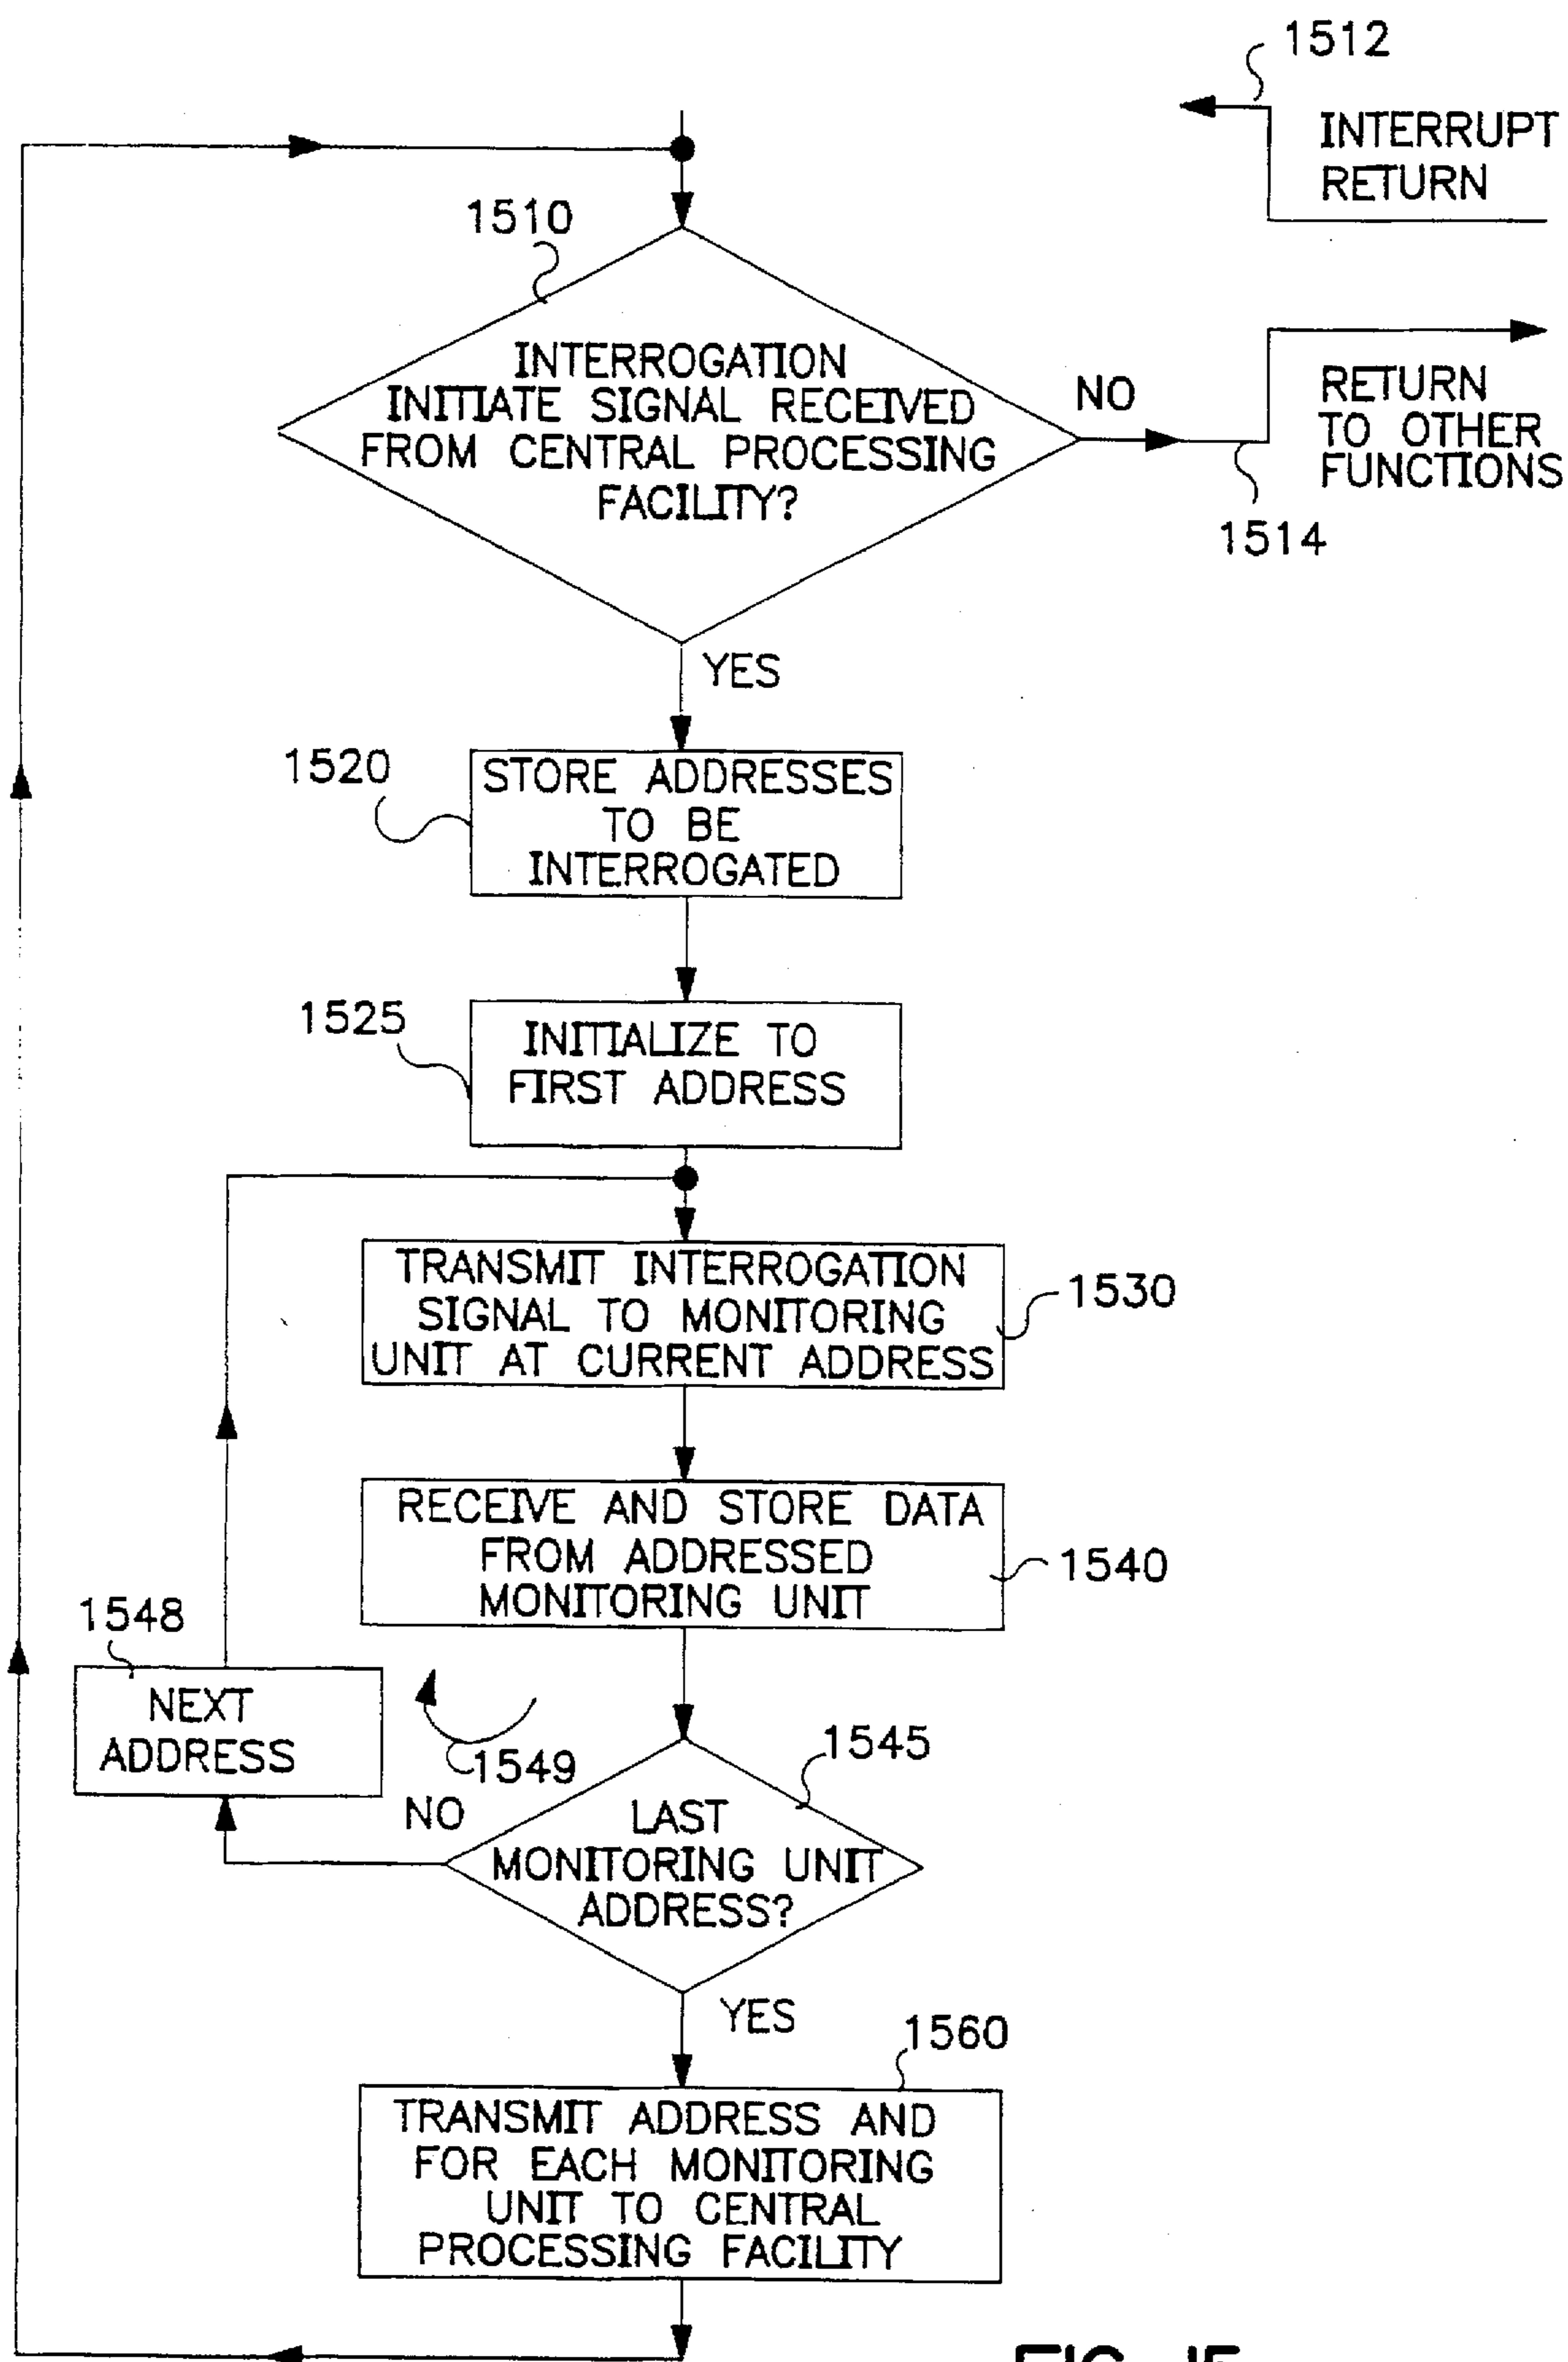 1512
INTERRUPT
RETURN
1510
INTERROGATION
INITIATE SIGNAL RECEIVED
FROM CENTRAL PROCESSING
FACILITY?
NO
RETURN
TO OTHER
FUNCTIONS
1514
YES
1520
STORE ADDRESSES
TO BE
INTERROGATED
1525
INITIALIZE TO
FIRST ADDRESS
TRANSMIT INTERROGATION
SIGNAL TO MONITORING
UNIT AT CURRENT ADDRESS
1530
RECEIVE AND STORE DATA
FROM ADDRESSED
MONITORING UNIT
1540
1548
NEXT
ADDRESS
1549
1545
NO
LAST
MONITORING UNIT
ADDRESS?
YES
1560
TRANSMIT ADDRESS AND
FOR EACH MONITORING
UNIT TO CENTRAL
PROCESSING FACILITY
FIG. 15